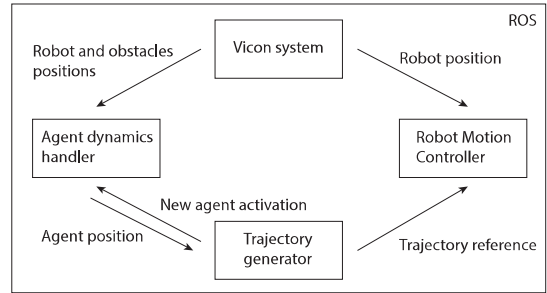 ROS
Vicon system
Robot and obstacles
positions
Robot position
Agent dynamics
handler
Robot Motion
Controller
New agent activation
Agent position
Trajectory
generator
Trajectory reference